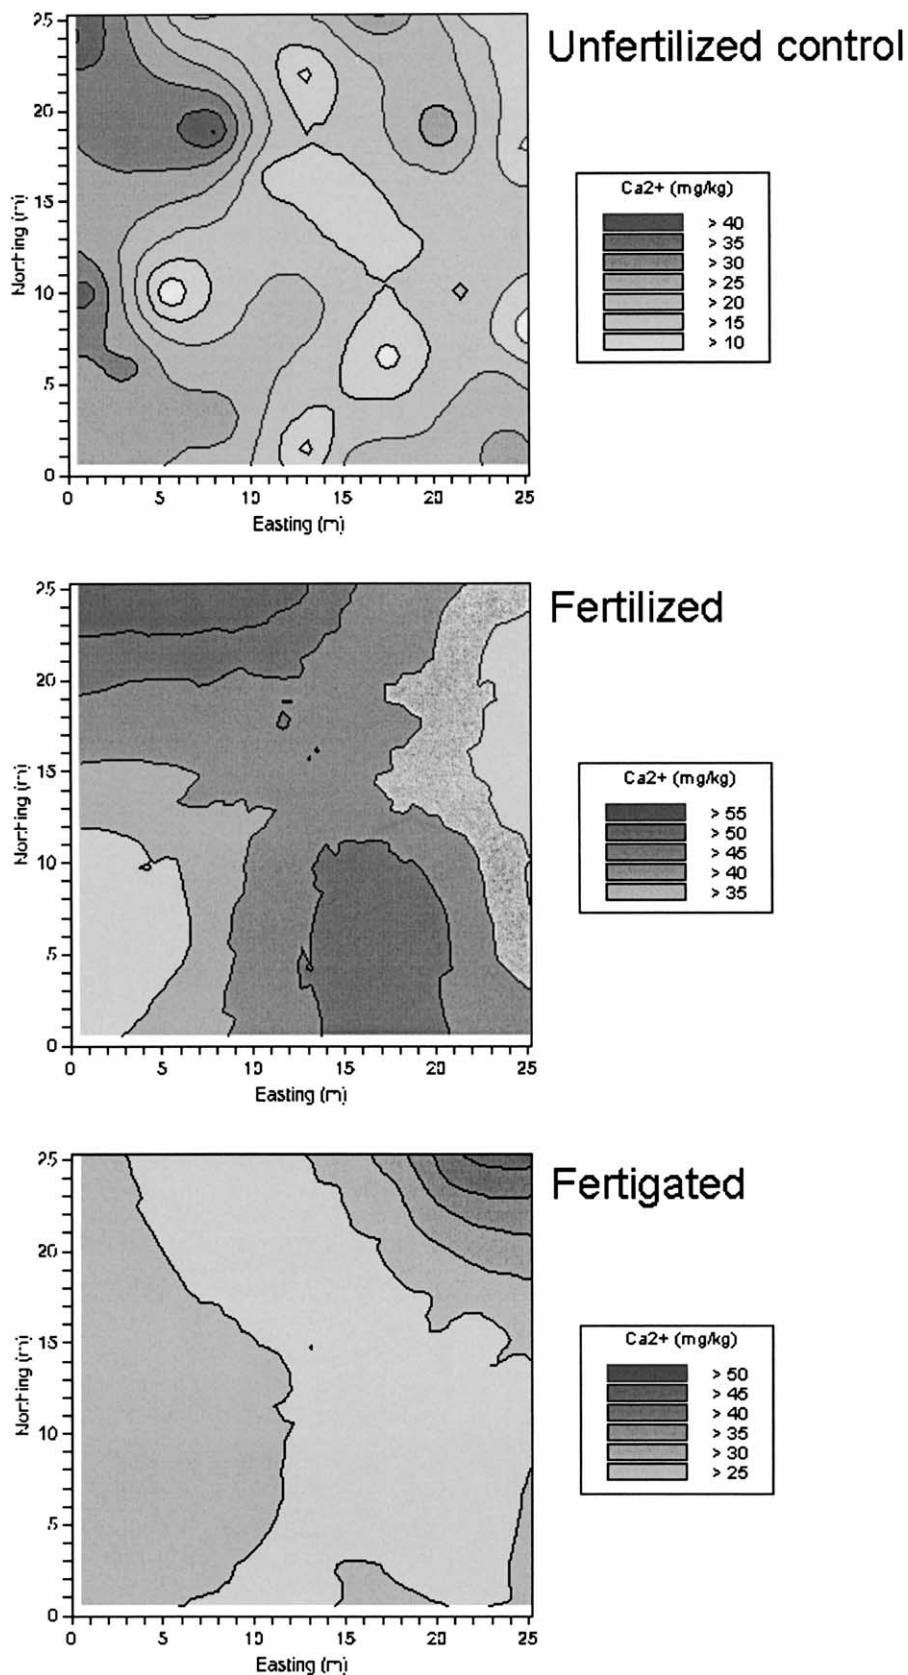 Unfertilized control
25
20
15
10
5
0
Northing (m)
0 5 10 15 20 25
Easting (m)
Ca2+ (mg/kg)
> 40
> 35
> 30
> 25
> 20
> 15
> 10
Fertilized
25
20
15
10
5
0
Northing (m)
0 5 10 15 20 25
Easting (m)
Ca2+ (mg/kg)
> 55
> 50
> 45
> 40
> 35
Fertigated
25
20
15
10
5
0
Northing (m)
0 5 10 15 20 25
Easting (m)
Ca2+ (mg/kg)
> 50
> 45
> 40
> 35
> 30
> 25